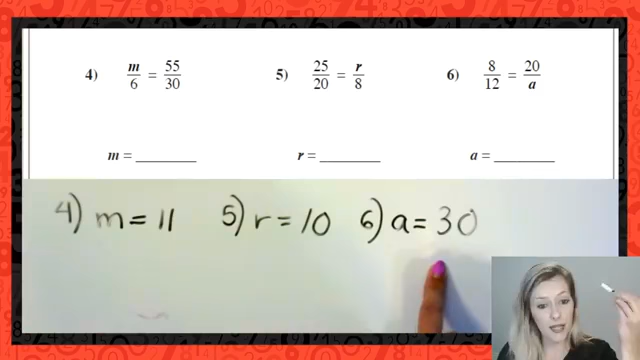 4) m/6 = 55/30 5) 25/20 = r/8 6) 8/12 = 20/a
m = ________ r = ________ a = ________
4) m = 11 5) r = 10 6) a = 30